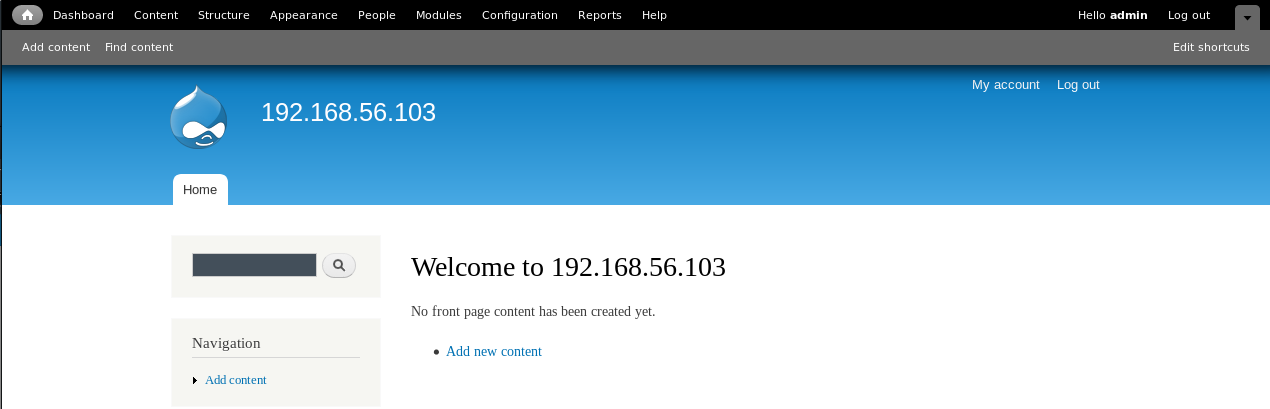 Dashboard Content Structure Appearance People Modules Configuration Reports Help Hello admin Log out
Add content Find content Edit shortcuts
My account Log out
192.168.56.103
Home
Welcome to 192.168.56.103
No front page content has been created yet.
Navigation
Add new content
Add content